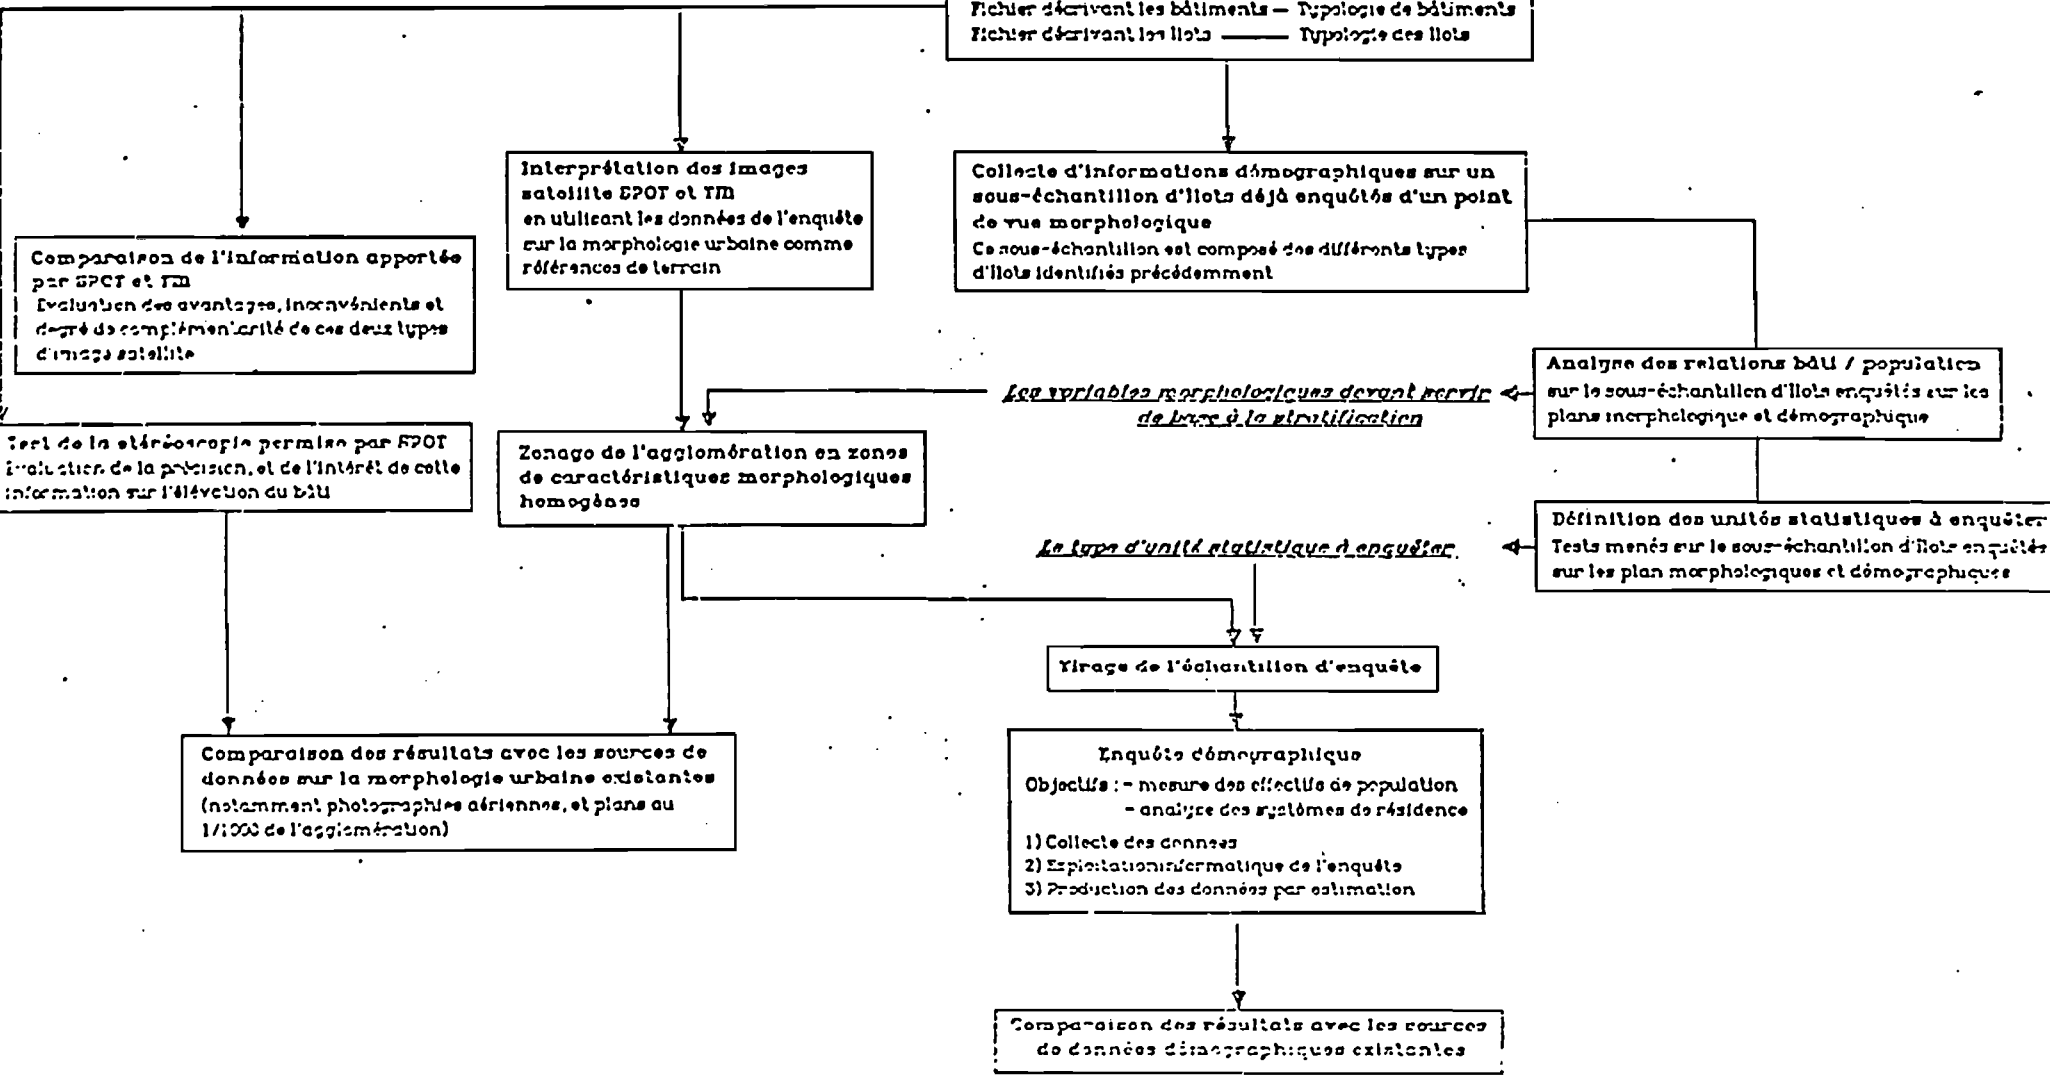 Fichier décrivant les bâtiments — Typologie de bâtiments
Fichier décrivant les îlots —— Typologie des îlots
Interprétation des images
satellite SPOT et TM
en utilisant les données de l'enquête
sur la morphologie urbaine comme
références de terrain
Collecte d'informations démographiques sur un
sous-échantillon d'îlots déjà enquêtés d'un point
de vue morphologique
Ce sous-échantillon est composé des différents types
d'îlots identifiés précédemment
Comparaison de l'information apportée
par SPOT et TM
Evaluation des avantages, inconvénients et
degré de complémentarité de ces deux types
d'image satellite
Analyse des relations bâti / population
sur le sous-échantillon d'îlots enquêtés sur les
plans morphologique et démographique
Les variables morphologiques devant servir
de base à la stratification
Test de la stéréoscopie permise par SPOT
Evaluation de la précision, et de l'intérêt de cette
information sur l'élévation du bâti
Zonage de l'agglomération en zones
de caractéristiques morphologiques
homogènes
Définition des unités statistiques à enquêter
Tests menés sur le sous-échantillon d'îlots enquêtés
sur les plan morphologiques et démographiques
Le type d'unité statistique à enquêter
Tirage de l'échantillon d'enquête
Comparaison des résultats avec les sources de
données sur la morphologie urbaine existantes
(notamment photographies aériennes, et plans au
1/1000 de l'agglomération)
Enquête démographique
Objectifs : - mesure des effectifs de population
- analyse des systèmes de résidence
1) Collecte des données
2) Exploitation informatique de l'enquête
3) Production des données par estimation
Comparaison des résultats avec les sources
de données démographiques existantes